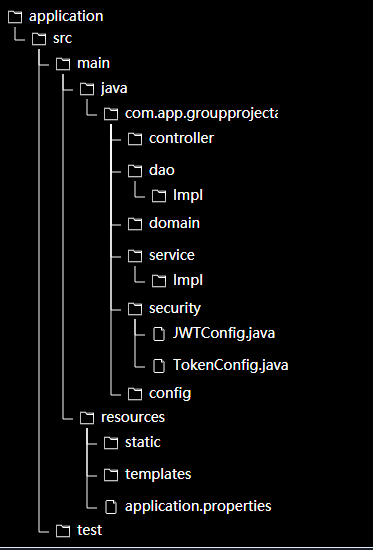 application
src
main
java
com.app.groupprojecta
controller
dao
Impl
domain
service
Impl
security
JWTConfig.java
TokenConfig.java
config
resources
static
templates
application.properties
test